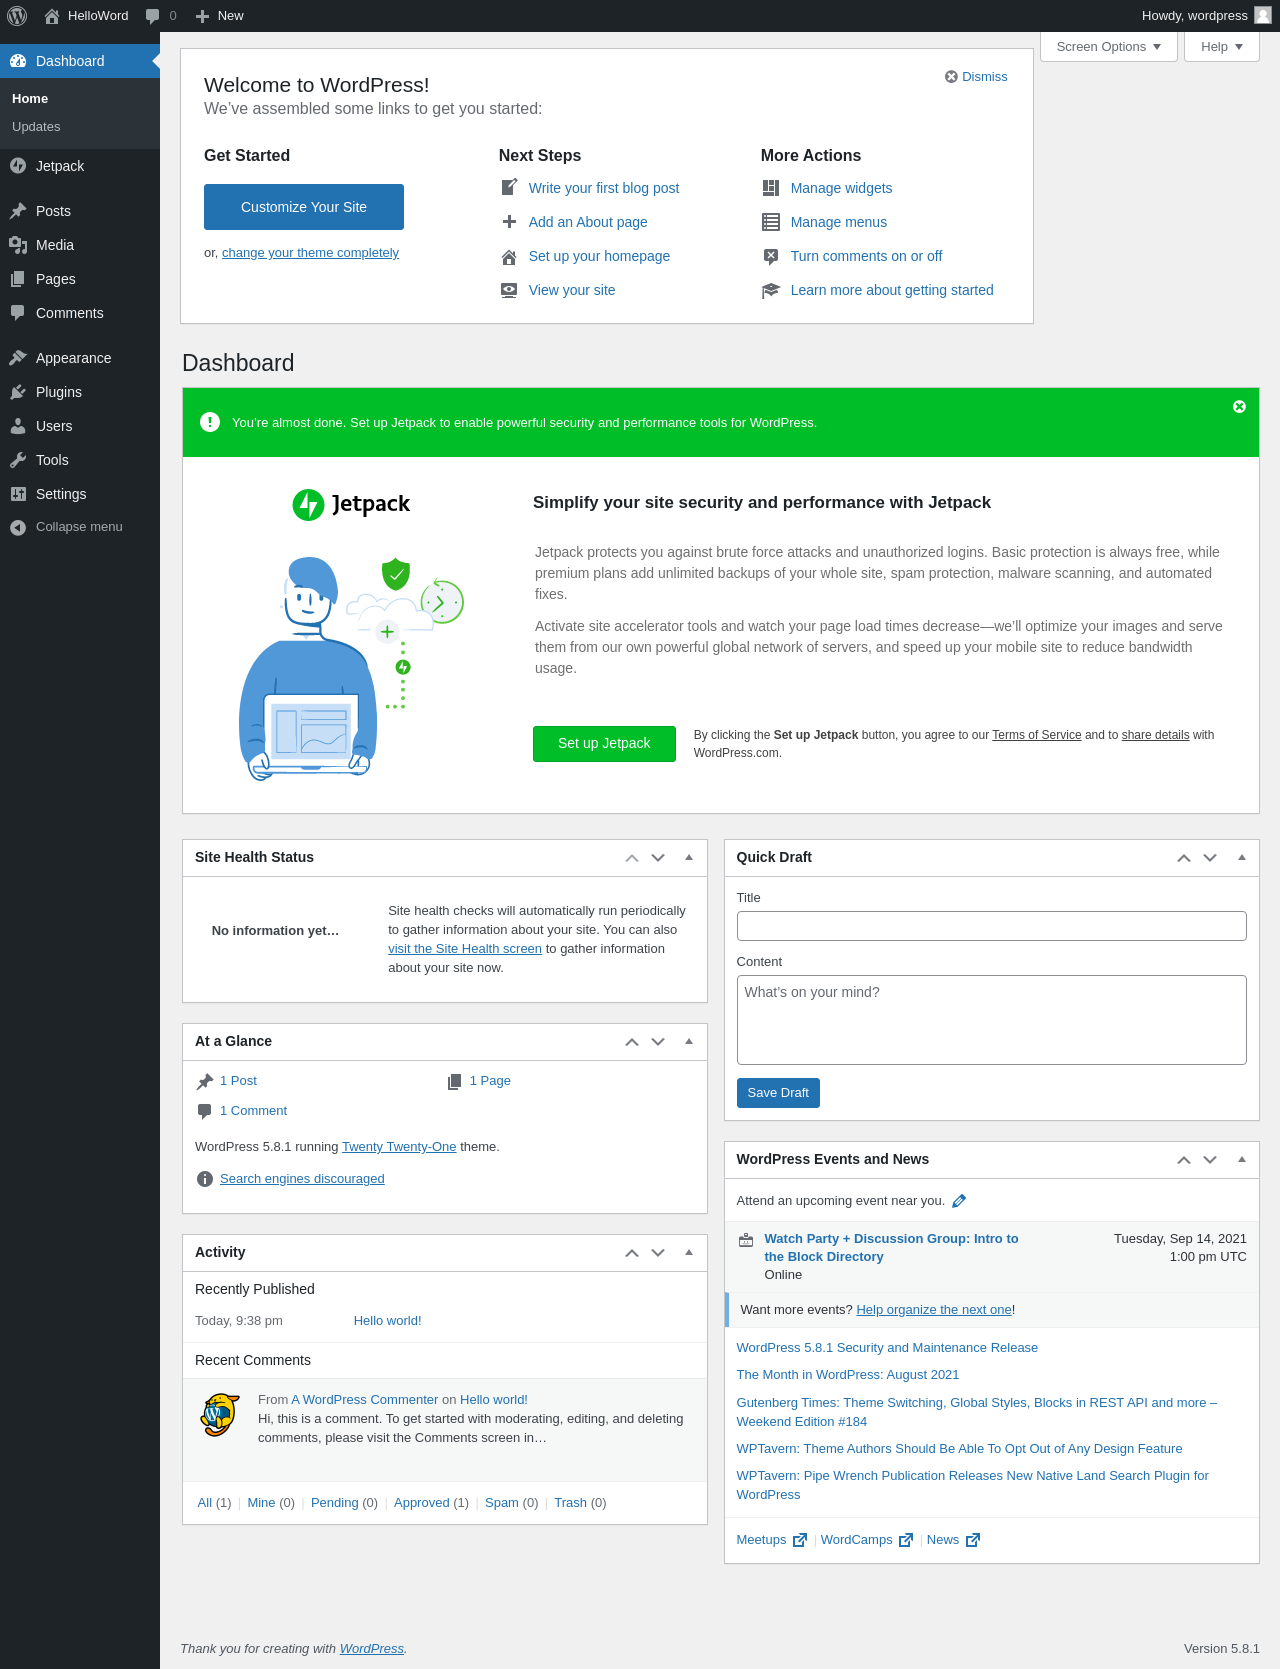 HelloWord
0
New
Howdy, wordpress
Dashboard
Home
Updates
Jetpack
Posts
Media
Pages
Comments
Appearance
Plugins
Users
Tools
Settings
Collapse menu
Screen Options
Help
Welcome to WordPress!
We’ve assembled some links to get you started:
Dismiss
Get Started
Customize Your Site
or, change your theme completely
Next Steps
Write your first blog post
Add an About page
Set up your homepage
View your site
More Actions
Manage widgets
Manage menus
Turn comments on or off
Learn more about getting started
Dashboard
You’re almost done. Set up Jetpack to enable powerful security and performance tools for WordPress.
Jetpack
Simplify your site security and performance with Jetpack
Jetpack protects you against brute force attacks and unauthorized logins. Basic protection is always free, while
premium plans add unlimited backups of your whole site, spam protection, malware scanning, and automated
fixes.
Activate site accelerator tools and watch your page load times decrease—we’ll optimize your images and serve
them from our own powerful global network of servers, and speed up your mobile site to reduce bandwidth
usage.
Set up Jetpack
By clicking the Set up Jetpack button, you agree to our Terms of Service and to share details with
WordPress.com.
Site Health Status
No information yet…
Site health checks will automatically run periodically
to gather information about your site. You can also
visit the Site Health screen to gather information
about your site now.
At a Glance
1 Post
1 Page
1 Comment
WordPress 5.8.1 running Twenty Twenty-One theme.
Search engines discouraged
Activity
Recently Published
Today, 9:38 pm
Hello world!
Recent Comments
From A WordPress Commenter on Hello world!
Hi, this is a comment. To get started with moderating, editing, and deleting
comments, please visit the Comments screen in…
All (1) | Mine (0) | Pending (0) | Approved (1) | Spam (0) | Trash (0)
Quick Draft
Title
Content
What’s on your mind?
Save Draft
WordPress Events and News
Attend an upcoming event near you.
Watch Party + Discussion Group: Intro to
the Block Directory
Online
Tuesday, Sep 14, 2021
1:00 pm UTC
Want more events? Help organize the next one!
WordPress 5.8.1 Security and Maintenance Release
The Month in WordPress: August 2021
Gutenberg Times: Theme Switching, Global Styles, Blocks in REST API and more –
Weekend Edition #184
WPTavern: Theme Authors Should Be Able To Opt Out of Any Design Feature
WPTavern: Pipe Wrench Publication Releases New Native Land Search Plugin for
WordPress
Meetups | WordCamps | News
Thank you for creating with WordPress.
Version 5.8.1